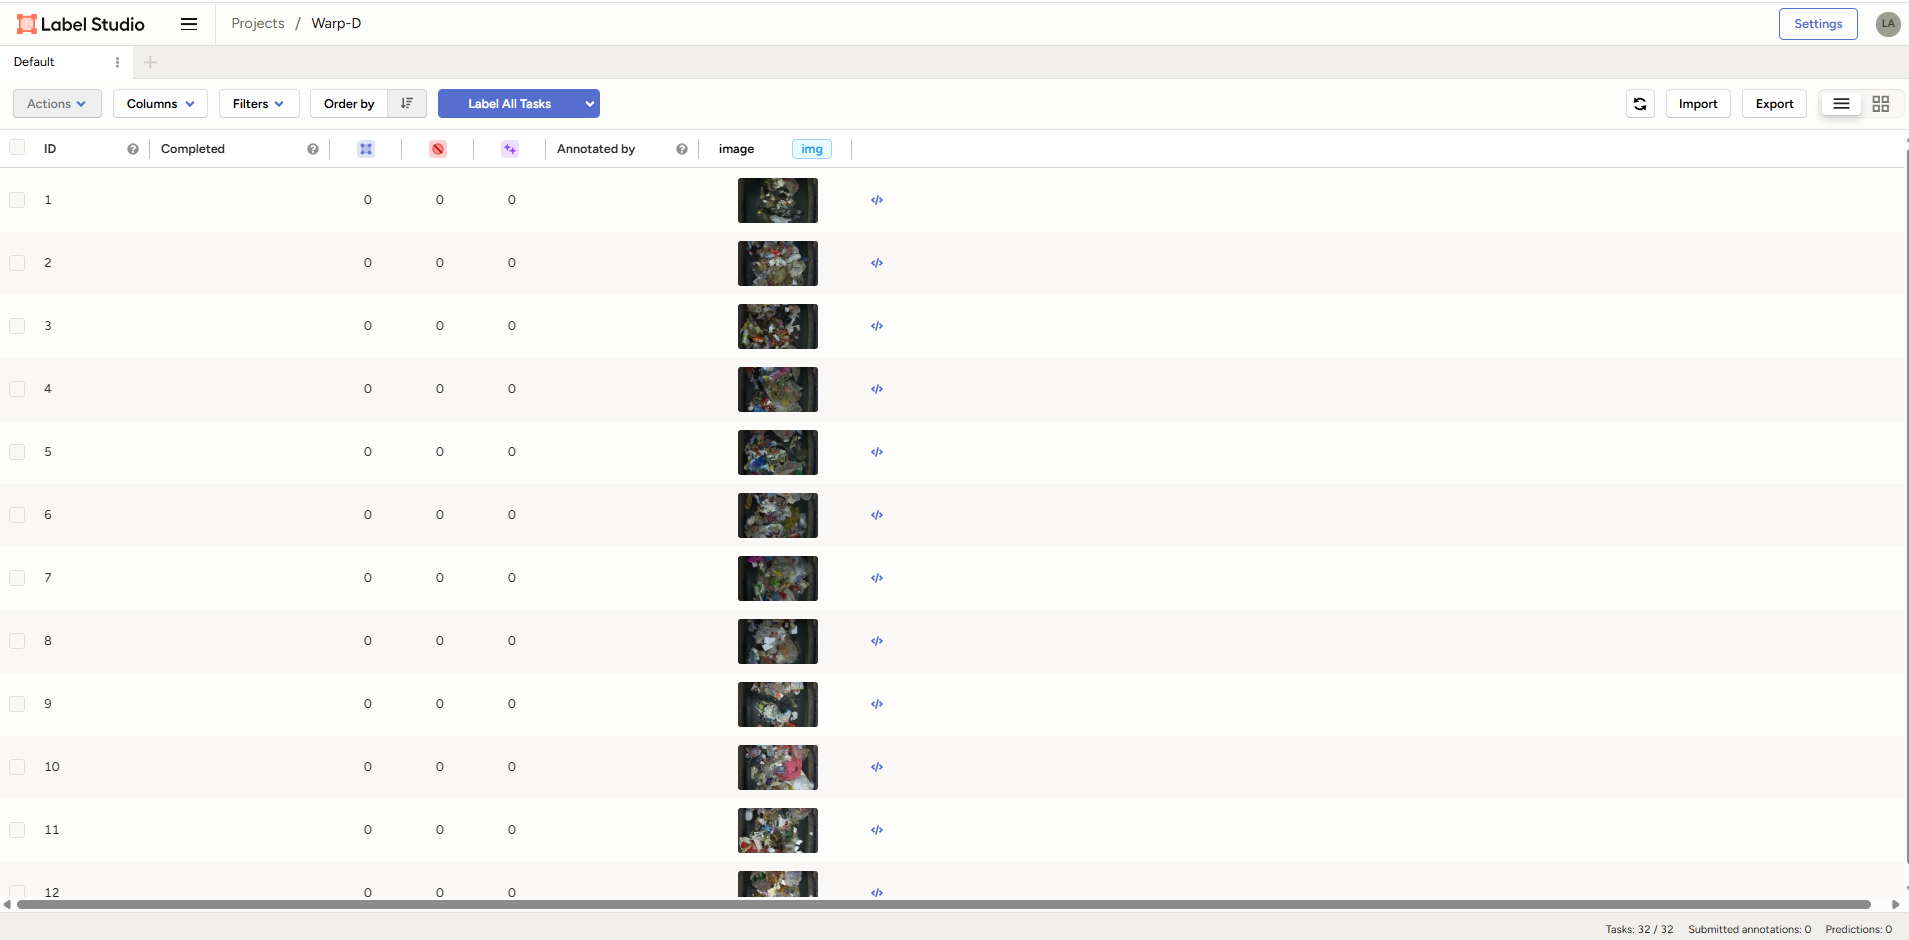 Label Studio
Projects / Warp-D
Settings
LA
Default
Actions
Columns
Filters
Order by
Label All Tasks
Import
Export
ID
Completed
Annotated by
image
img
1 0 0 0
2 0 0 0
3 0 0 0
4 0 0 0
5 0 0 0
6 0 0 0
7 0 0 0
8 0 0 0
9 0 0 0
10 0 0 0
11 0 0 0
12 0 0 0
Tasks: 32 / 32 Submitted annotations: 0 Predictions: 0